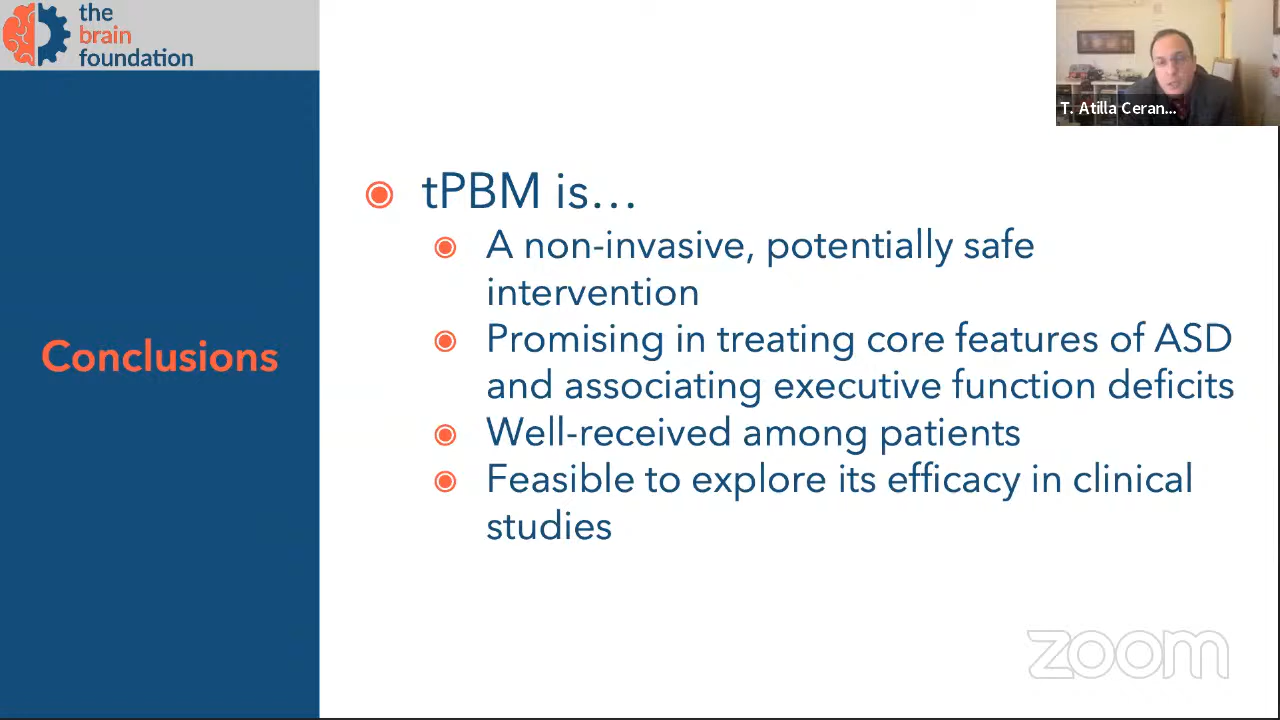 the
brain
foundation
T. Atilla Ceran...
Conclusions
tPBM is…
A non-invasive, potentially safe
intervention
Promising in treating core features of ASD
and associating executive function deficits
Well-received among patients
Feasible to explore its efficacy in clinical
studies
zoom